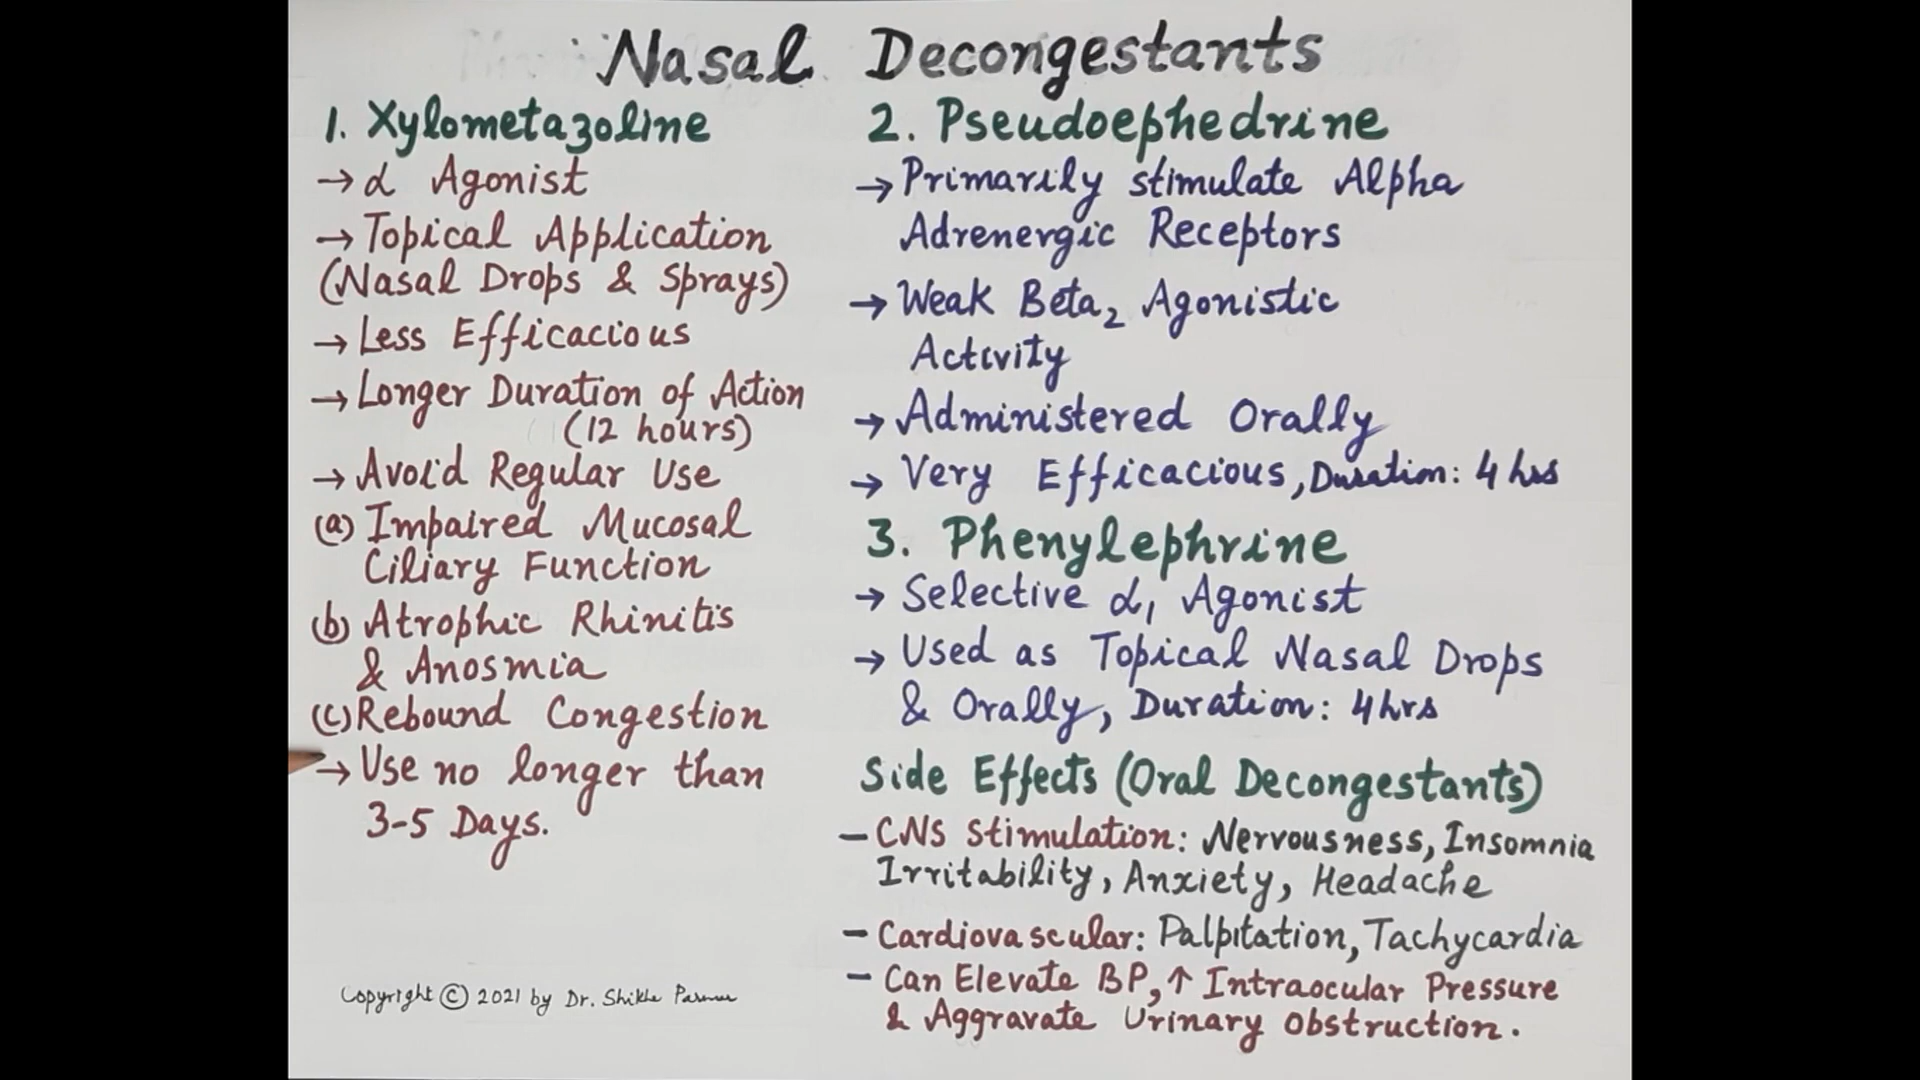 Nasal Decongestants
1. Xylometazoline
→ α Agonist
→ Topical Application
(Nasal Drops & Sprays)
→ Less Efficacious
→ Longer Duration of Action
(12 hours)
→ Avoid Regular Use
(a) Impaired Mucosal
Ciliary Function
(b) Atrophic Rhinitis
& Anosmia
(c) Rebound Congestion
→ Use no longer than
3-5 Days.
Copyright © 2021 by Dr. Shikha Parmar
2. Pseudoephedrine
→ Primarily stimulate Alpha
Adrenergic Receptors
→ Weak Beta₂ Agonistic
Activity
→ Administered Orally
→ Very Efficacious, Duration: 4 hrs
3. Phenylephrine
→ Selective α₁ Agonist
→ Used as Topical Nasal Drops
& Orally, Duration: 4 hrs
Side Effects (Oral Decongestants)
- CNS Stimulation: Nervousness, Insomnia
Irritability, Anxiety, Headache
- Cardiovascular: Palpitation, Tachycardia
- Can Elevate BP, ↑ Intraocular Pressure
& Aggravate Urinary Obstruction.